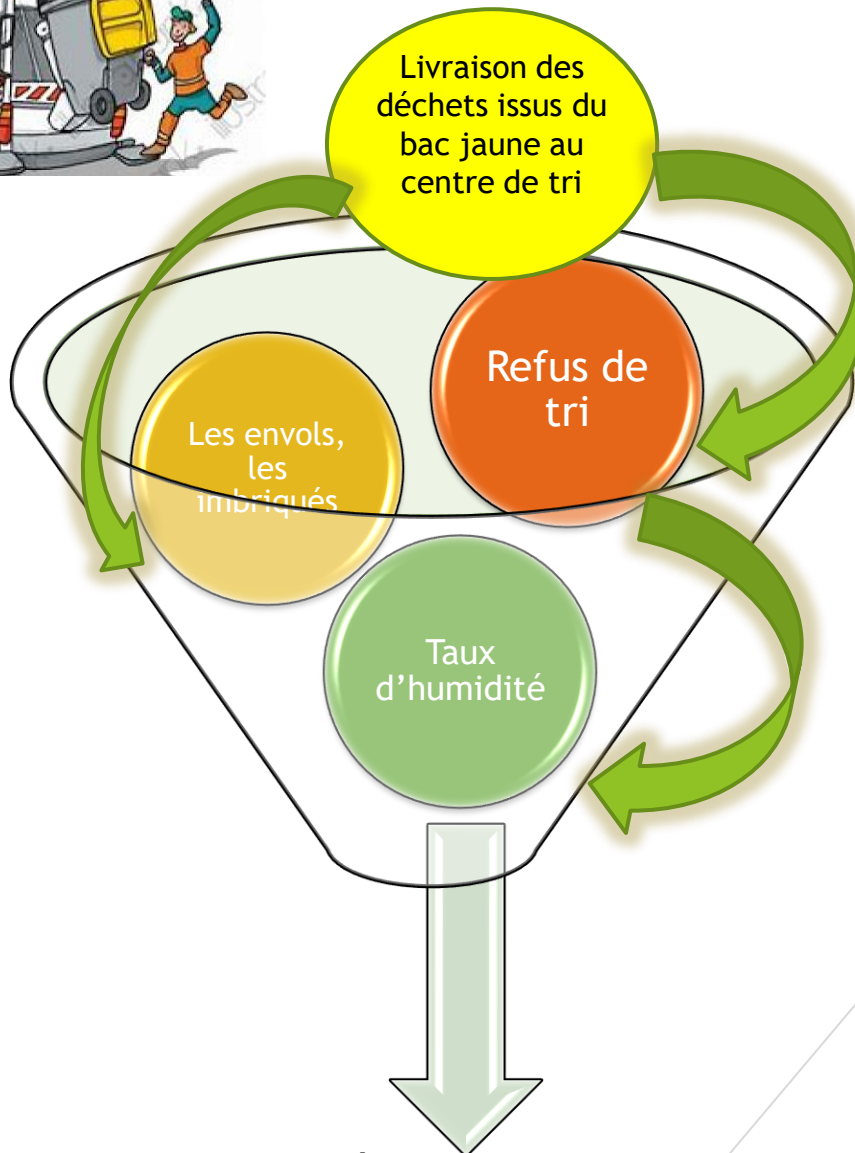 Livraison des
déchets issus du
bac jaune au
centre de tri
Refus de
tri
Les envols,
les
imbriqués
Taux
d’humidité